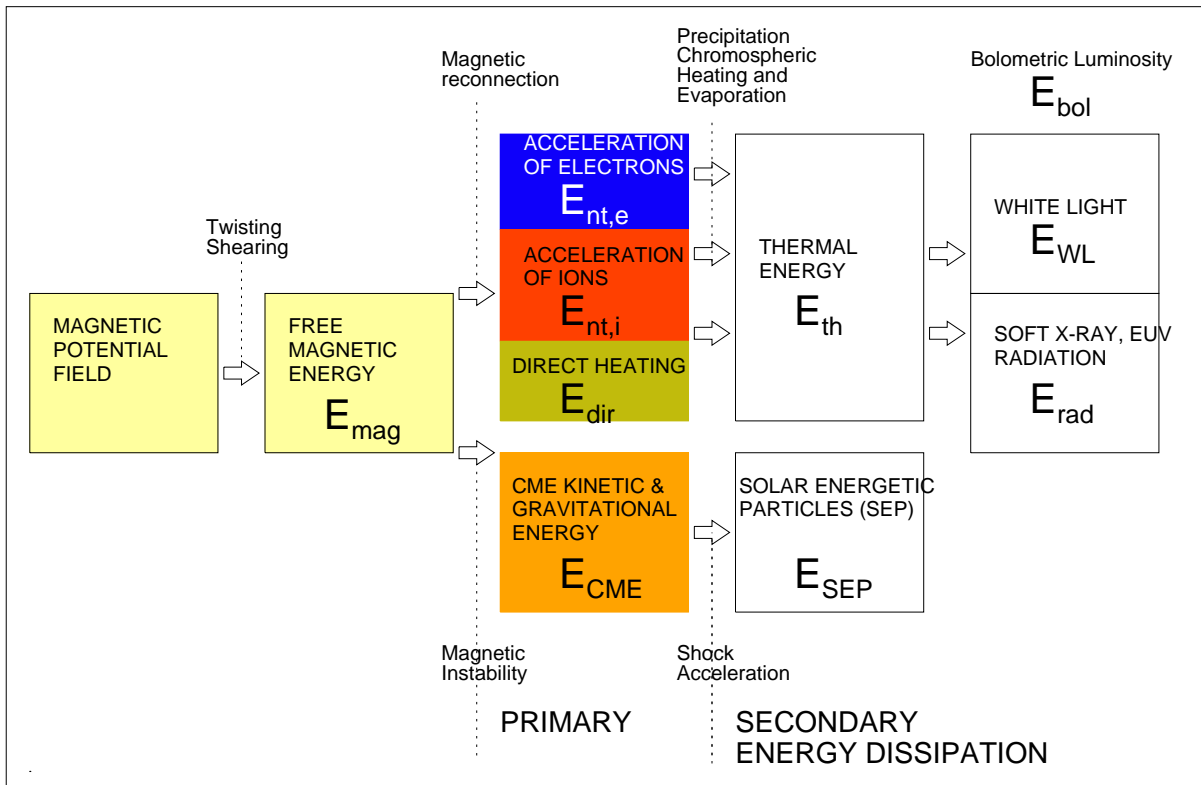 Magnetic
reconnection
Precipitation
Chromospheric
Heating and
Evaporation
Bolometric Luminosity
E_bol
Twisting
Shearing
MAGNETIC
POTENTIAL
FIELD
FREE
MAGNETIC
ENERGY
E_mag
ACCELERATION
OF ELECTRONS
E_nt,e
ACCELERATION
OF IONS
E_nt,i
DIRECT HEATING
E_dir
CME KINETIC &
GRAVITATIONAL
ENERGY
E_CME
THERMAL
ENERGY
E_th
SOLAR ENERGETIC
PARTICLES (SEP)
E_SEP
WHITE LIGHT
E_WL
SOFT X-RAY, EUV
RADIATION
E_rad
Magnetic
Instability
Shock
Acceleration
PRIMARY
SECONDARY
ENERGY DISSIPATION